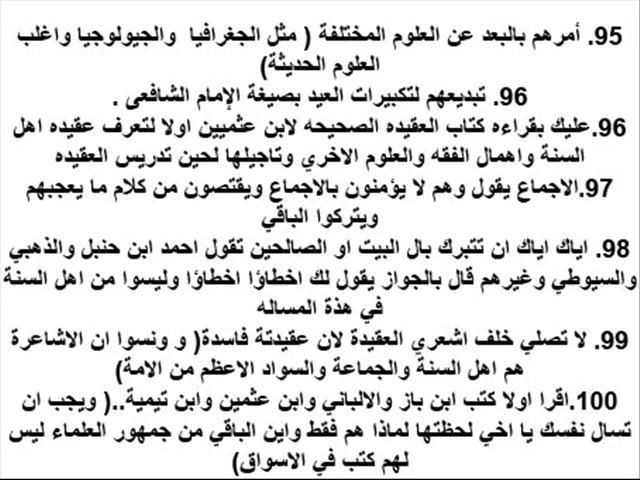 95. أمرهم بالبعد عن العلوم المختلفة ( مثل الجغرافيا والجيولوجيا واغلب
العلوم الحديثة)
96. تبديعهم لتكبيرات العيد بصيغة الإمام الشافعى .
96.عليك بقراءه كتاب العقيده الصحيحه لابن عثميين اولا لتعرف عقيده اهل
السنة واهمال الفقه والعلوم الاخري وتاجيلها لحين تدريس العقيده
97.الاجماع يقول وهم لا يؤمنون بالاجماع ويقتصون من كلام ما يعجبهم
ويتركوا الباقي
98. اياك اياك ان تتبرك بال البيت او الصالحين تقول احمد ابن حنبل والذهبي
والسيوطي وغيرهم قال بالجواز يقول لك اخطاؤا اخطاؤا وليسوا من اهل السنة
في هذة المساله
99. لا تصلي خلف اشعري العقيدة لان عقيدتة فاسدة( و ونسوا ان الاشاعرة
هم اهل السنة والجماعة والسواد الاعظم من الامة)
100.اقرا اولا كتب ابن باز والالباني وابن عثمين وابن تيمية..( ويجب ان
تسال نفسك يا اخي لحظتها لماذا هم فقط واين الباقي من جمهور العلماء ليس
لهم كتب في الاسواق)